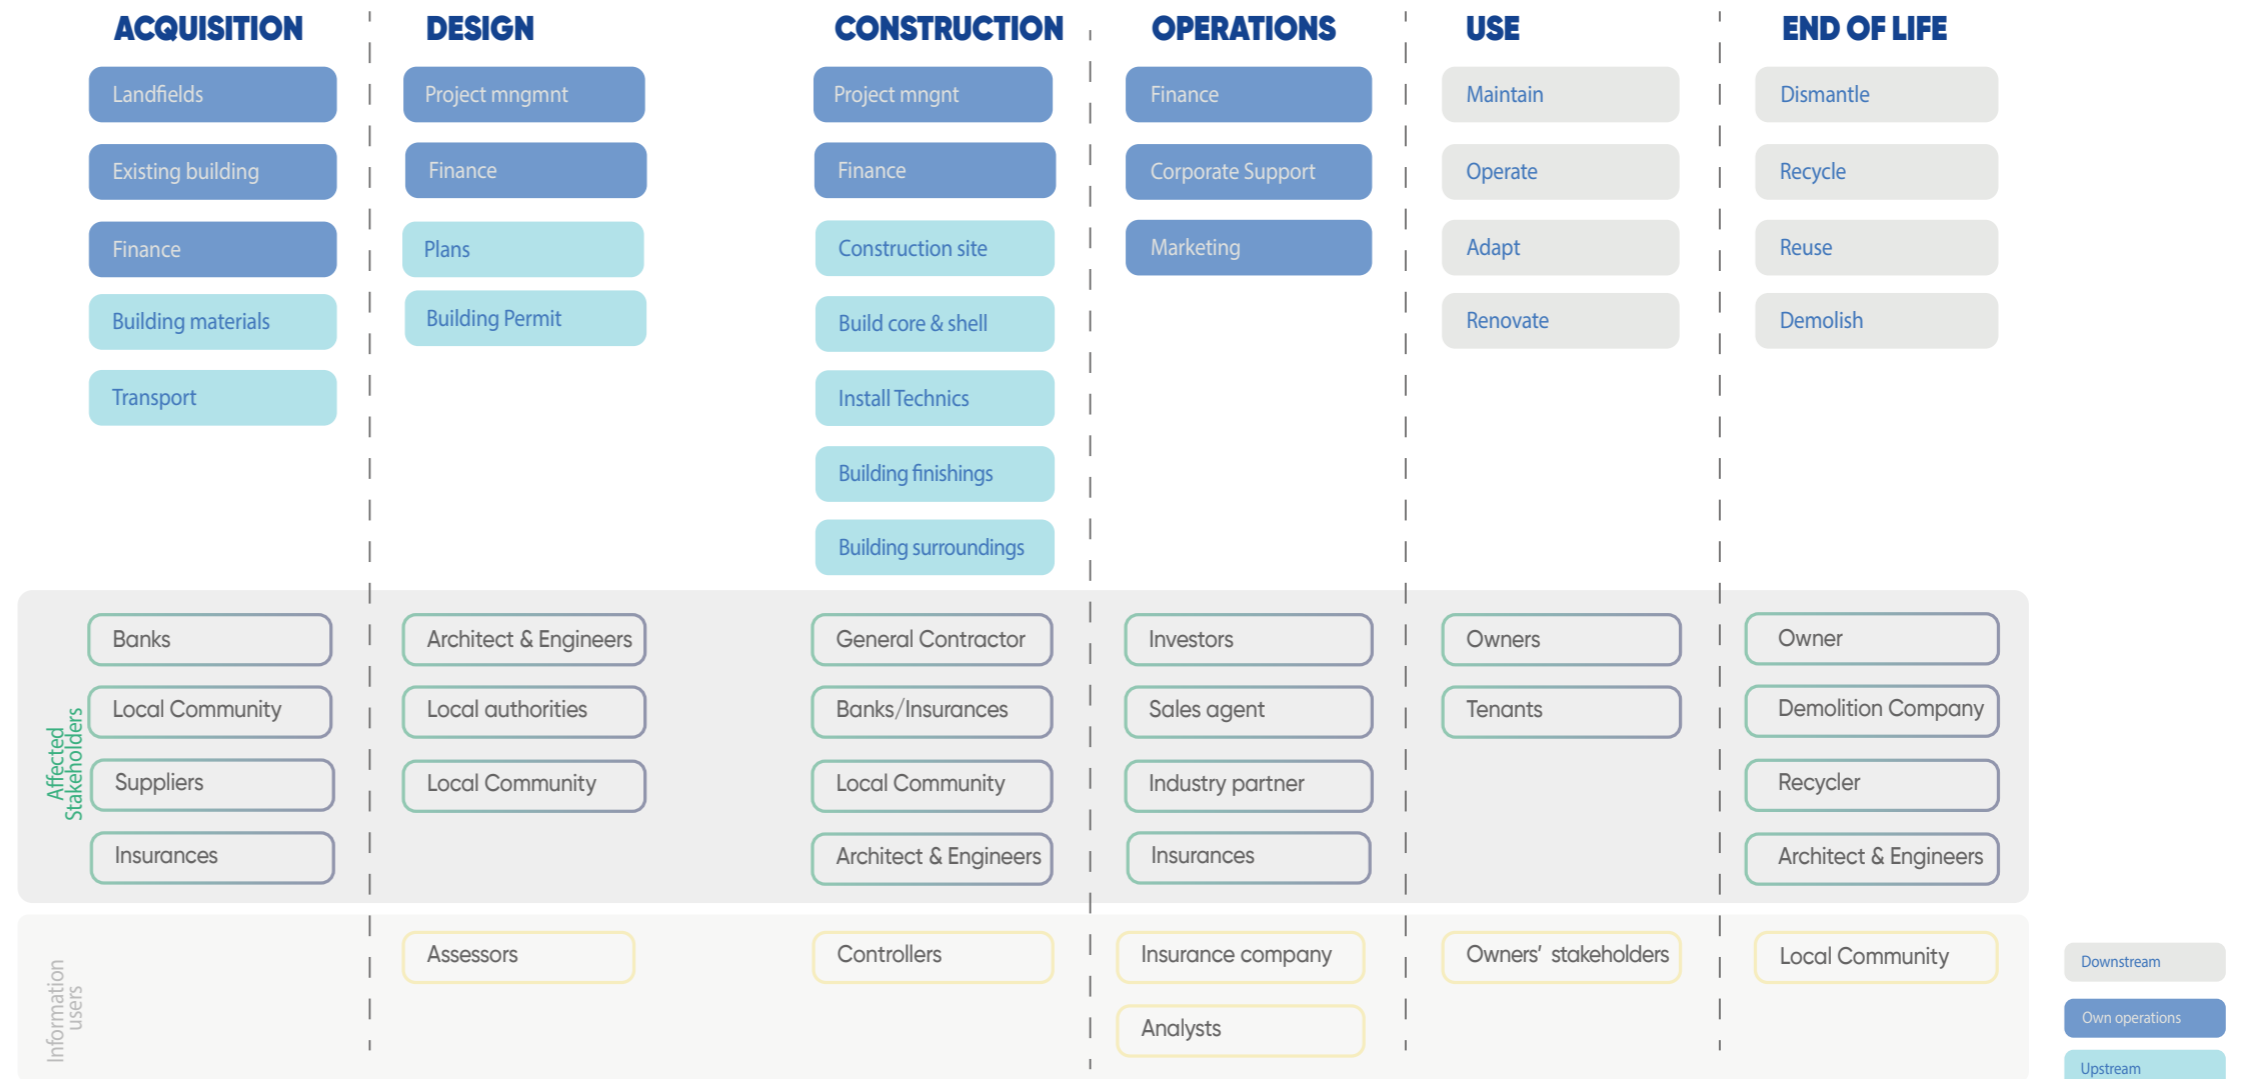 ACQUISITION
Landfields
Existing building
Finance
Building materials
Transport
DESIGN
Project mngmnt
Finance
Plans
Building Permit
CONSTRUCTION
Project mngnt
Finance
Construction site
Build core & shell
Install Technics
Building finishings
Building surroundings
OPERATIONS
Finance
Corporate Support
Marketing
USE
Maintain
Operate
Adapt
Renovate
END OF LIFE
Dismantle
Recycle
Reuse
Demolish
Affected
Stakeholders
Banks
Local Community
Suppliers
Insurances
Architect & Engineers
Local authorities
Local Community
General Contractor
Banks/Insurances
Local Community
Architect & Engineers
Investors
Sales agent
Industry partner
Insurances
Owners
Tenants
Owner
Demolition Company
Recycler
Architect & Engineers
Information
users
Assessors
Controllers
Insurance company
Analysts
Owners' stakeholders
Local Community
Downstream
Own operations
Upstream